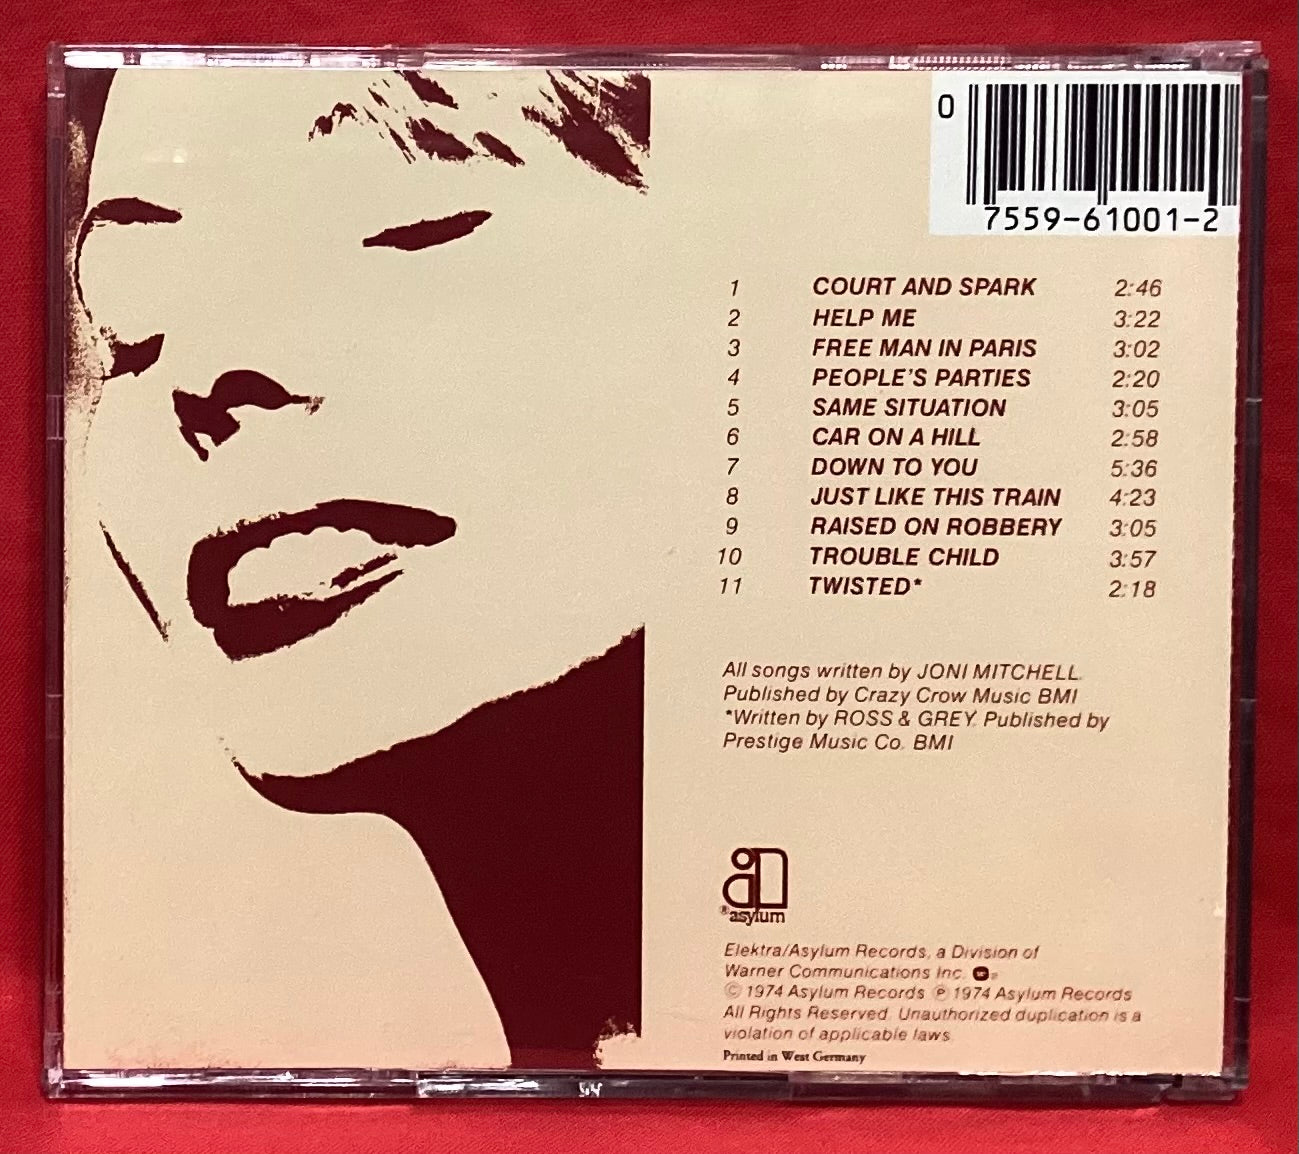 0
7559-61001-2
1 COURT AND SPARK 2:46
2 HELP ME 3:22
3 FREE MAN IN PARIS 3:02
4 PEOPLE'S PARTIES 2:20
5 SAME SITUATION 3:05
6 CAR ON A HILL 2:58
7 DOWN TO YOU 5:36
8 JUST LIKE THIS TRAIN 4:23
9 RAISED ON ROBBERY 3:05
10 TROUBLE CHILD 3:57
11 TWISTED* 2:18
All songs written by JONI MITCHELL.
Published by Crazy Crow Music BMI
*Written by ROSS & GREY. Published by
Prestige Music Co. BMI
®asylum
Elektra/Asylum Records, a Division of
Warner Communications Inc.
© 1974 Asylum Records ℗ 1974 Asylum Records
All Rights Reserved. Unauthorized duplication is a
violation of applicable laws.
Printed in West Germany